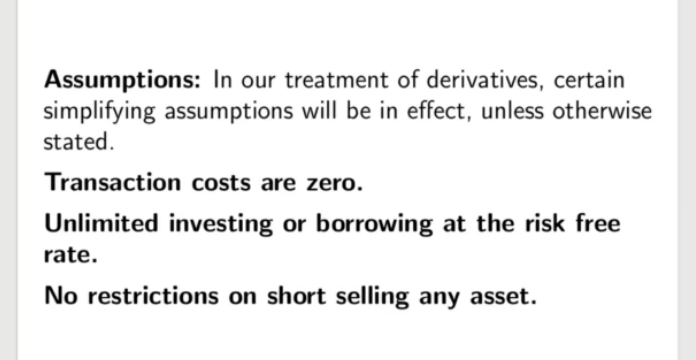 Assumptions: In our treatment of derivatives, certain
simplifying assumptions will be in effect, unless otherwise
stated.
Transaction costs are zero.
Unlimited investing or borrowing at the risk free
rate.
No restrictions on short selling any asset.